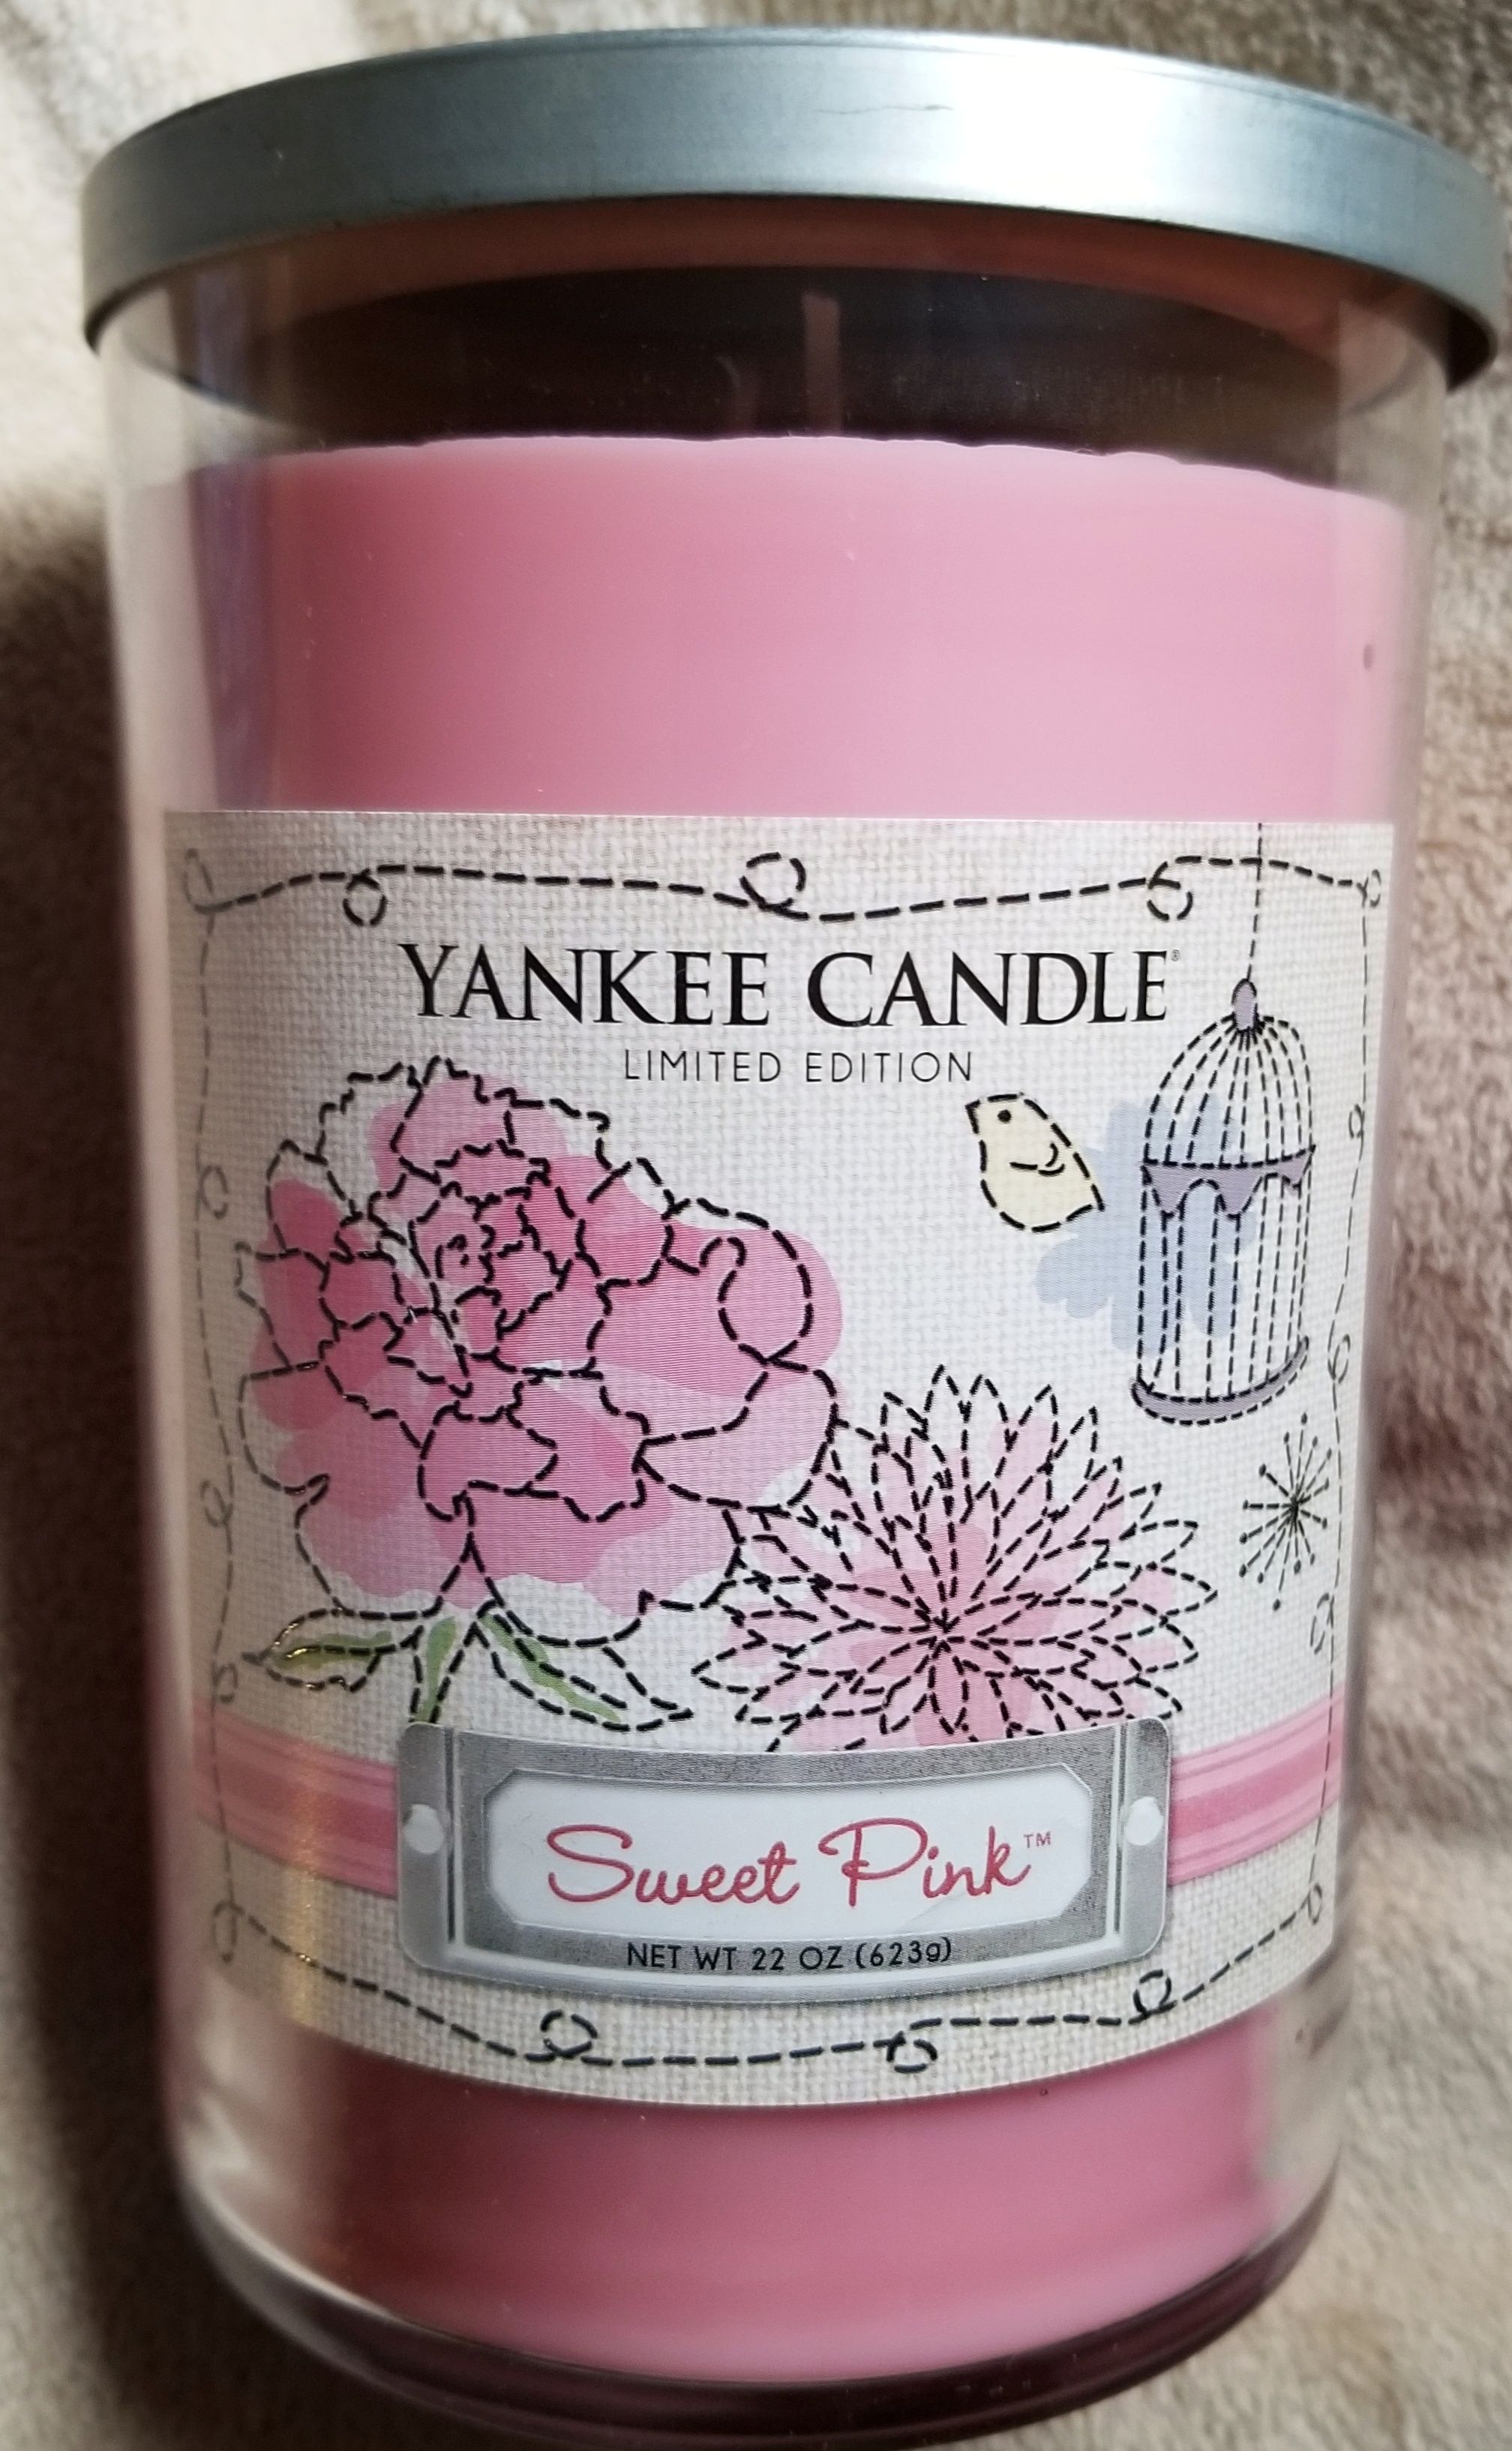 YANKEE CANDLE®
LIMITED EDITION
Sweet Pink™
NET WT 22 OZ (623g)